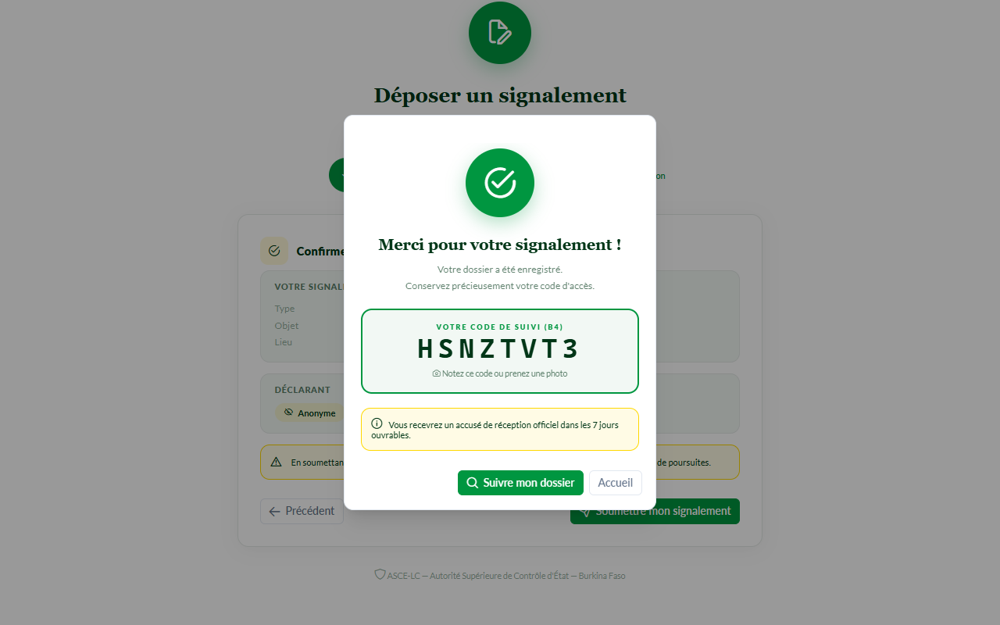 Déposer un signalement
on
Merci pour votre signalement !
Votre dossier a été enregistré.
Conservez précieusement votre code d'accès.
VOTRE CODE DE SUIVI (B4)
HSNZTVT3
Notez ce code ou prenez une photo
Vous recevrez un accusé de réception officiel dans les 7 jours
ouvrables.
Suivre mon dossier
Accueil
Confirme
VOTRE SIGNAL
Type
Objet
Lieu
DÉCLARANT
Anonyme
En soumettan
de poursuites.
Précédent
Soumettre mon signalement
ASCE-LC — Autorité Supérieure de Contrôle d'État — Burkina Faso